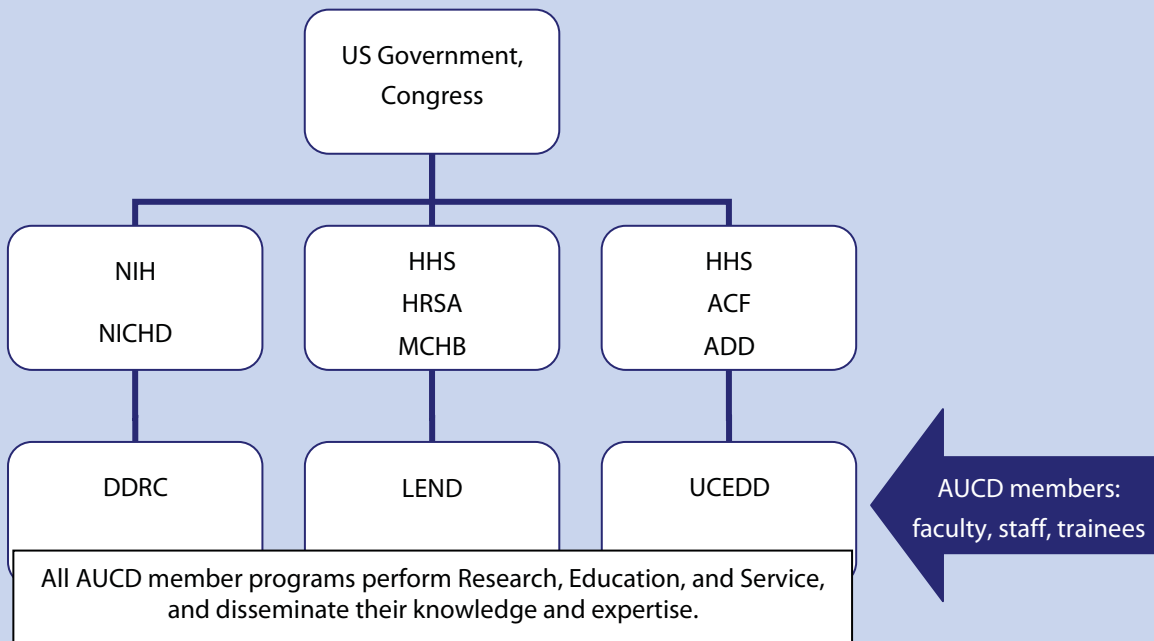 US Government,
Congress
NIH
NICHD
HHS
HRSA
MCHB
HHS
ACF
ADD
DDRC
LEND
UCEDD
AUCD members:
faculty, staff, trainees
All AUCD member programs perform Research, Education, and Service,
and disseminate their knowledge and expertise.